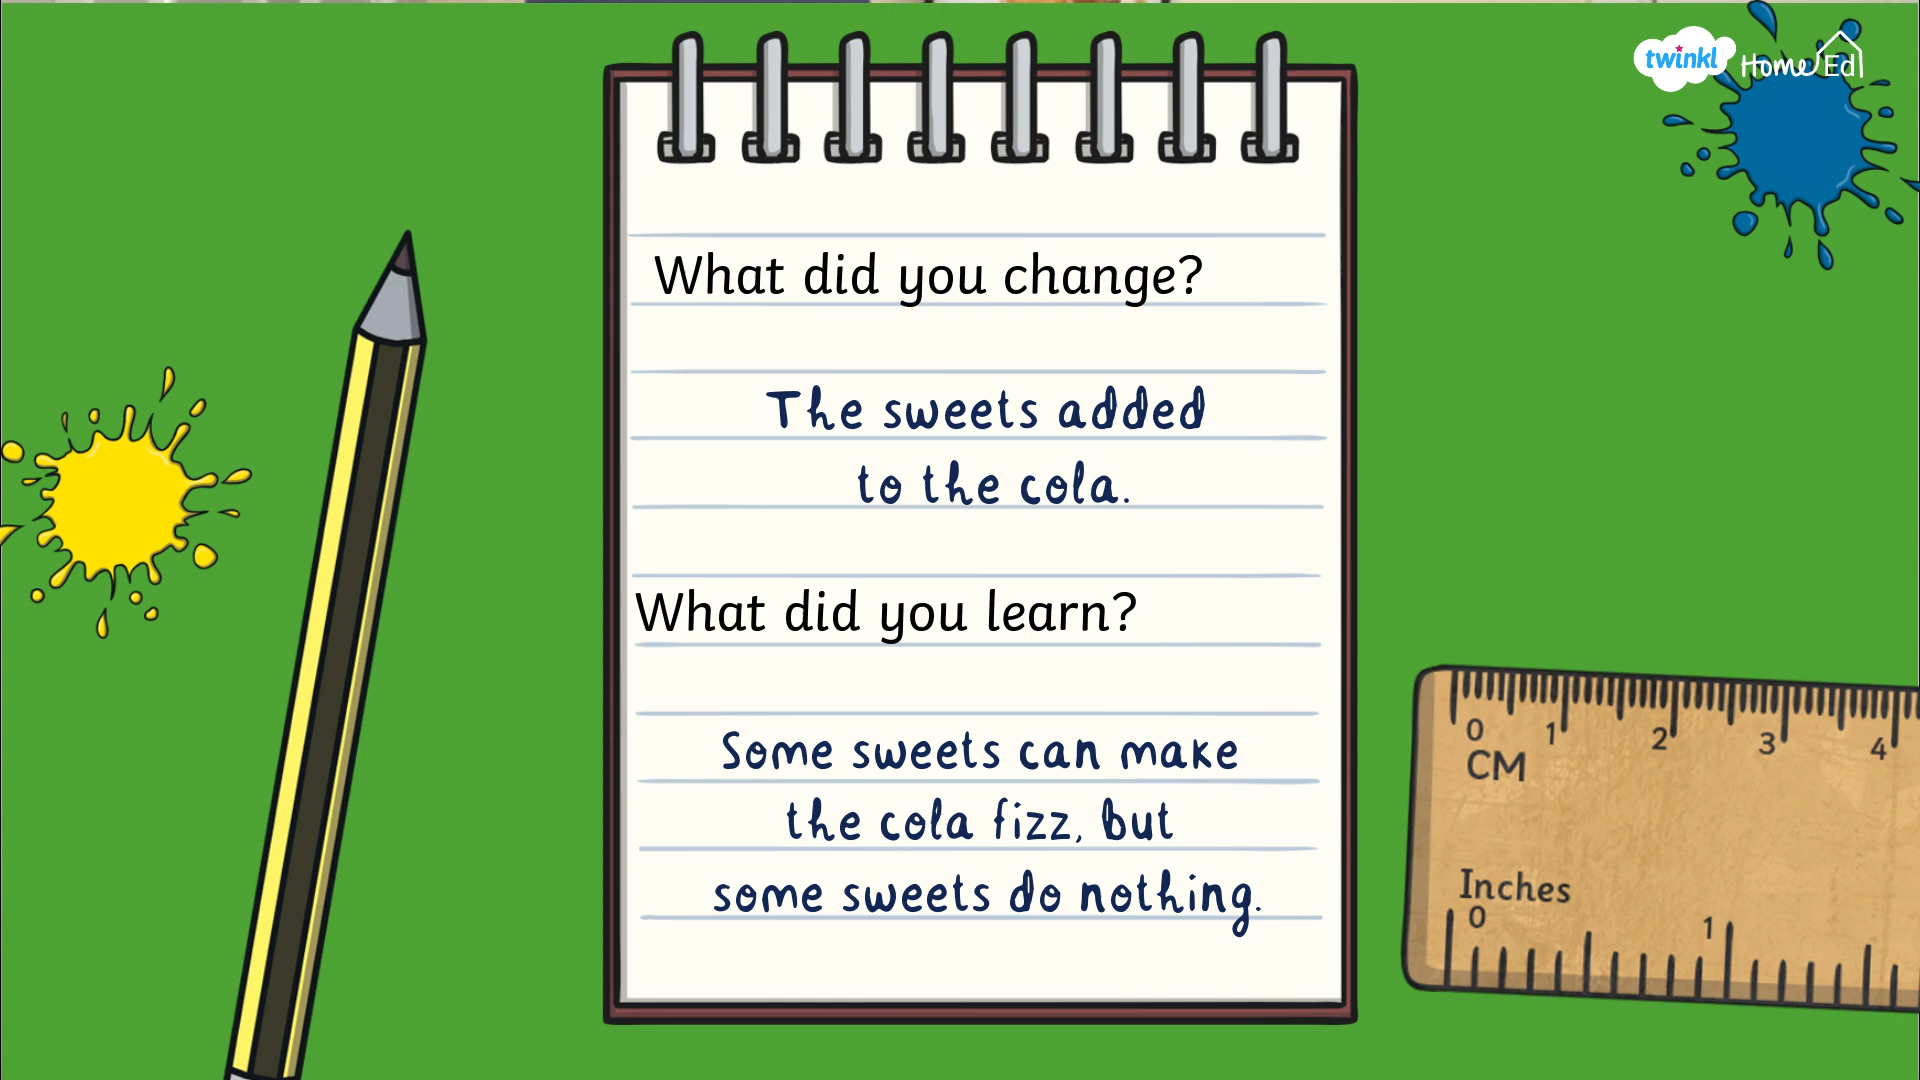 twinkl Home Ed
What did you change?
The sweets added
to the cola.
What did you learn?
Some sweets can make
the cola fizz, but
some sweets do nothing.
0 1 2 3 4
CM
Inches
0 1